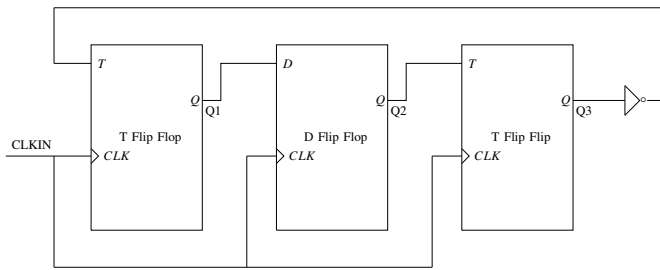 T
Q
Q1
T Flip Flop
CLK
D
Q
Q2
D Flip Flop
CLK
T
Q
Q3
T Flip Flip
CLK
CLKIN